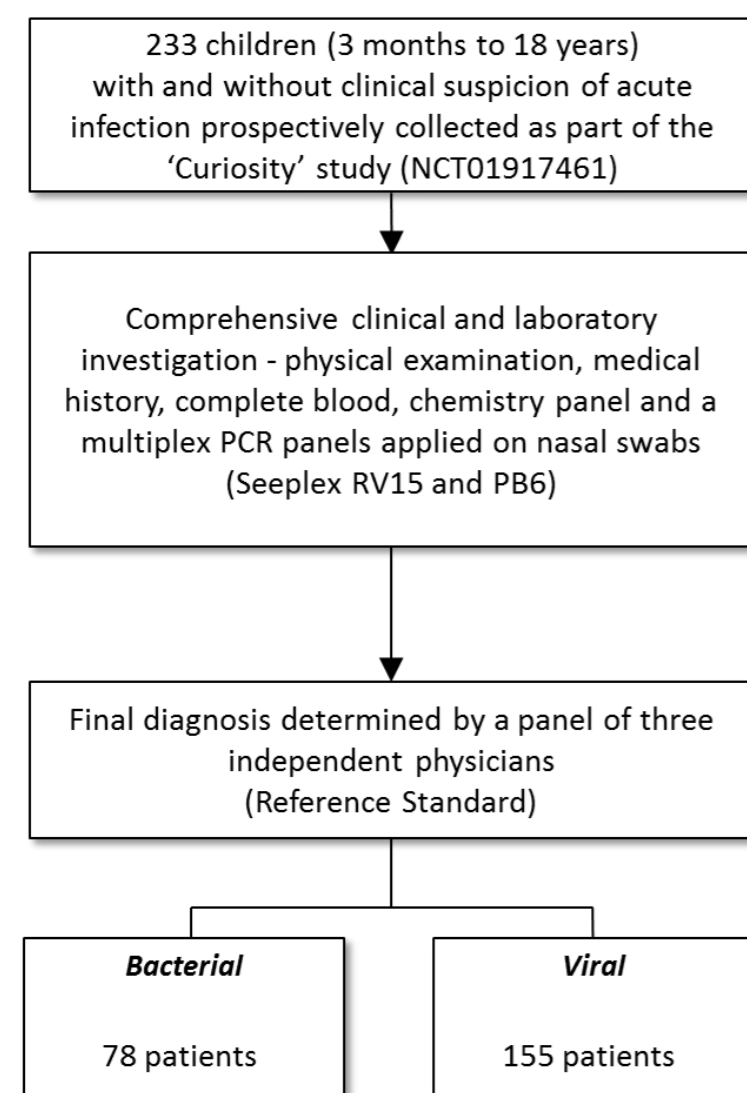 233 children (3 months to 18 years)
with and without clinical suspicion of acute
infection prospectively collected as part of the
‘Curiosity’ study (NCT01917461)
Comprehensive clinical and laboratory
investigation - physical examination, medical
history, complete blood, chemistry panel and a
multiplex PCR panels applied on nasal swabs
(Seeplex RV15 and PB6)
Final diagnosis determined by a panel of three
independent physicians
(Reference Standard)
Bacterial
78 patients
Viral
155 patients